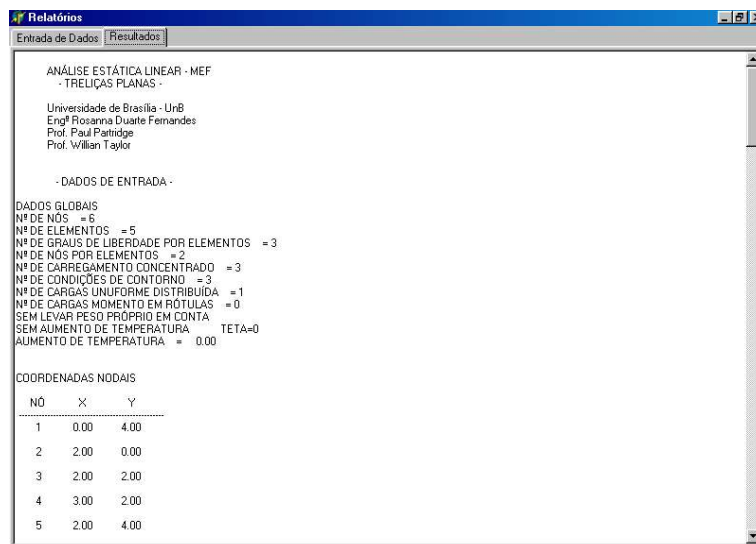 Relatórios
Entrada de Dados Resultados
ANÁLISE ESTÁTICA LINEAR - MEF
- TRELIÇAS PLANAS -
Universidade de Brasília - UnB
Engª Rosanna Duarte Fernandes
Prof. Paul Partridge
Prof. Willian Taylor
- DADOS DE ENTRADA -
DADOS GLOBAIS
Nº DE NÓS = 6
Nº DE ELEMENTOS = 5
Nº DE GRAUS DE LIBERDADE POR ELEMENTOS = 3
Nº DE NÓS POR ELEMENTOS = 2
Nº DE CARREGAMENTO CONCENTRADO = 3
Nº DE CONDIÇÕES DE CONTORNO = 3
Nº DE CARGAS UNUFORME DISTRIBUÍDA = 1
Nº DE CARGAS MOMENTO EM RÓTULAS = 0
SEM LEVAR PESO PRÓPRIO EM CONTA
SEM AUMENTO DE TEMPERATURA TETA=0
AUMENTO DE TEMPERATURA = 0.00
COORDENADAS NODAIS
NÓ X Y
1 0.00 4.00
2 2.00 0.00
3 2.00 2.00
4 3.00 2.00
5 2.00 4.00